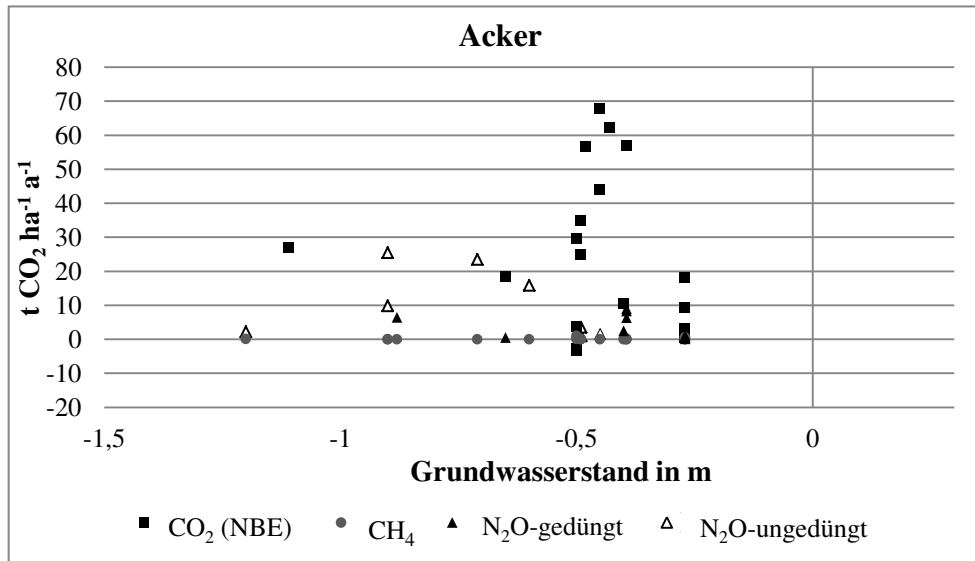 Acker
t CO₂ ha⁻¹ a⁻¹
80
70
60
50
40
30
20
10
0
-10
-20
-1,5 -1 -0,5 0
Grundwasserstand in m
CO₂ (NBE) CH₄ N₂O-gedüngt N₂O-ungedüngt